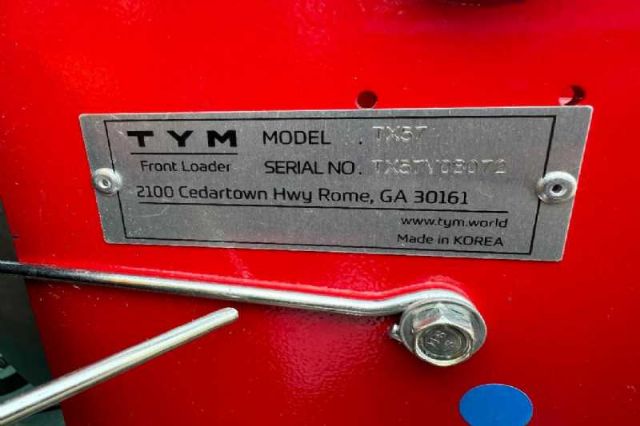 TYM MODEL . TX57
Front Loader SERIAL NO. TX57V03072
2100 Cedartown Hwy Rome, GA 30161
www.tym.world
Made in KOREA